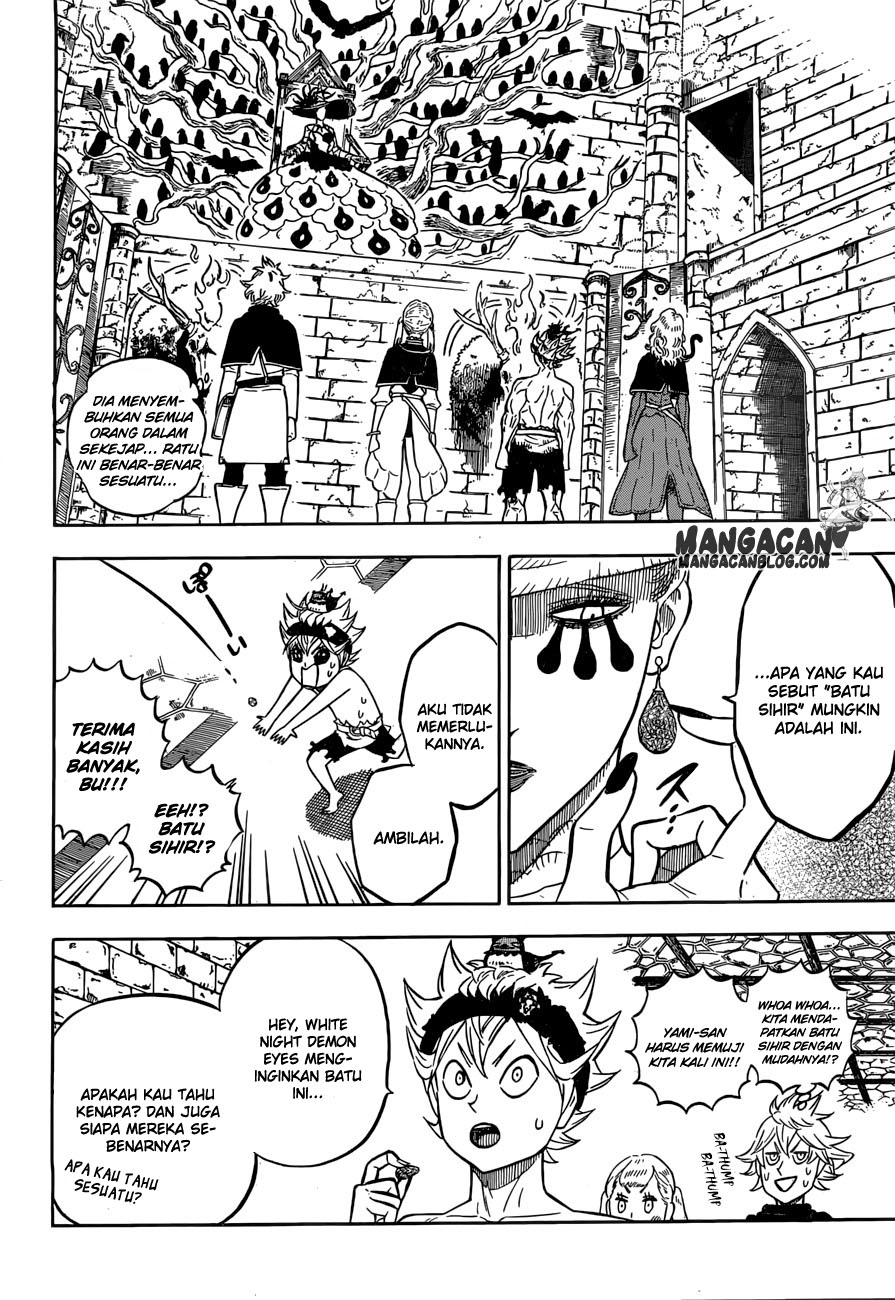 DIA MENYEM-
BUHKAN SEMUA
ORANG DALAM
SEKEJAP... RATU
INI BENAR-BENAR
SESUATU...
MANGACAN
MANGACANBLOG.COM
...APA YANG KAU
SEBUT "BATU
SIHIR" MUNGKIN
ADALAH INI.
ス...
AKU TIDAK
MEMERLU-
KANNYA.
AMBILAH.
TERIMA
KASIH
BANYAK,
BU!!!
EEH!?
BATU
SIHIR!?
WHOA WHOA...
KITA MENDA-
PATKAN BATU
SIHIR DENGAN
MUDAHNYA!?
YAMI-SAN
HARUS MEMUJI
KITA KALI INI!!
BA-THUMP
BA-THUMP
HEY, WHITE
NIGHT DEMON
EYES MENG-
INGINKAN BATU
INI...
APAKAH KAU TAHU
KENAPA? DAN JUGA
SIAPA MEREKA SE-
BENARNYA?
APA KAU TAHU
SESUATU?